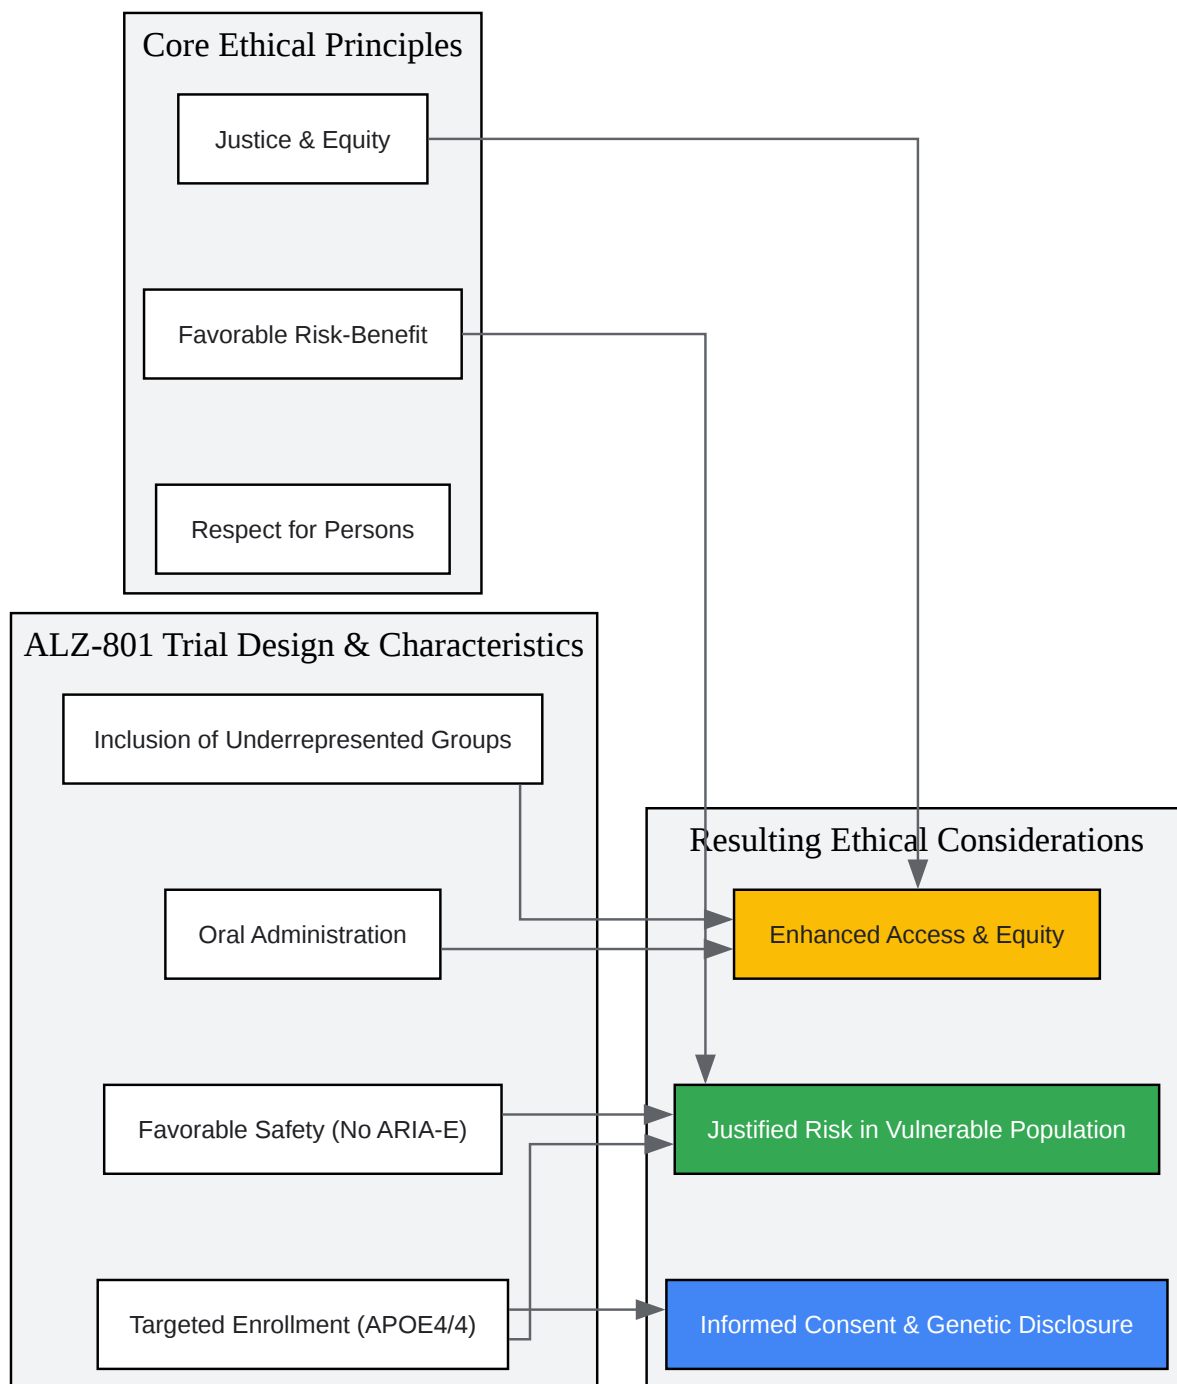 Core Ethical Principles
Justice & Equity
Favorable Risk-Benefit
Respect for Persons
ALZ-801 Trial Design & Characteristics
Inclusion of Underrepresented Groups
Oral Administration
Favorable Safety (No ARIA-E)
Targeted Enrollment (APOE4/4)
Resulting Ethical Considerations
Enhanced Access & Equity
Justified Risk in Vulnerable Population
Informed Consent & Genetic Disclosure